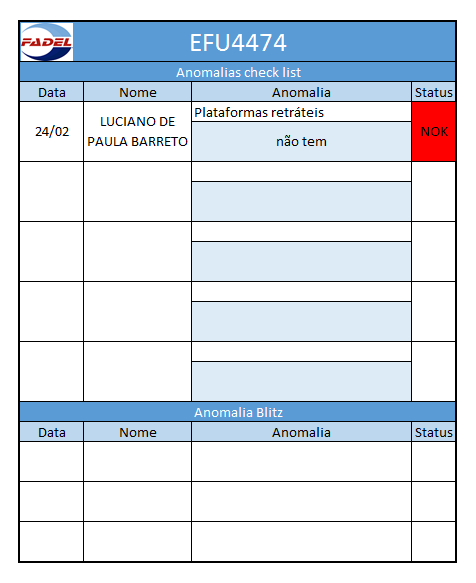 FADEL
EFU4474
Anomalias check list
Data Nome Anomalia Status
24/02
LUCIANO DE
PAULA BARRETO
Plataformas retráteis
não tem
NOK
Anomalia Blitz
Data Nome Anomalia Status